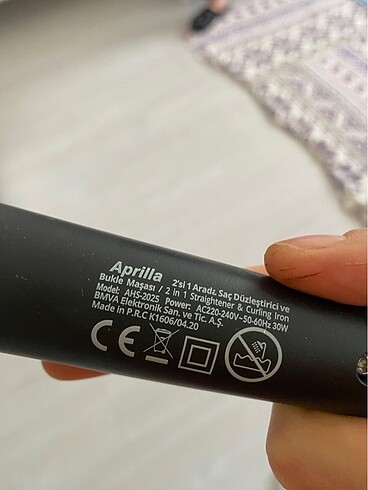 Aprilla 2'si 1 Arada Saç Düzleştirici ve
Bukle Maşası / 2 in 1 Straightener & Curling Iron
Model: AHS-2025 Power: AC220-240V~50-60Hz 30W
BMVA Elektronik San. ve Tic. A.Ş.
Made in P.R.C K1606/04.20
CE